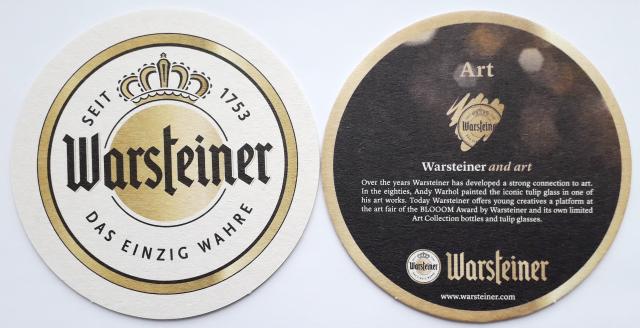 SEIT 1753
Warsteiner
DAS EINZIG WAHRE
Art
Warsteiner
Warsteiner and art
Over the years Warsteiner has developed a strong connection to art.
In the eighties, Andy Warhol painted the iconic tulip glass in one of
his art works. Today Warsteiner offers young creatives a platform at
the art fair of the BLOOOM Award by Warsteiner and its own limited
Art Collection bottles and tulip glasses.
Warsteiner
Warsteiner
www.warsteiner.com